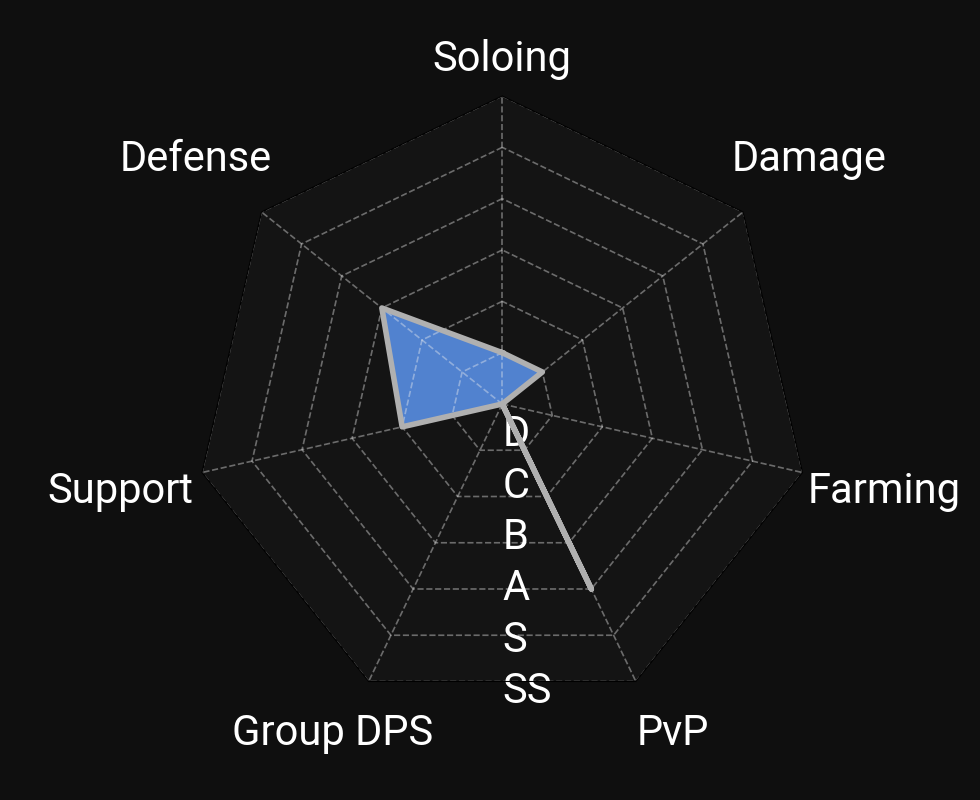 Soloing
Defense
Damage
D
C
Support
Farming
B
A
S
SS
Group DPS
PvP